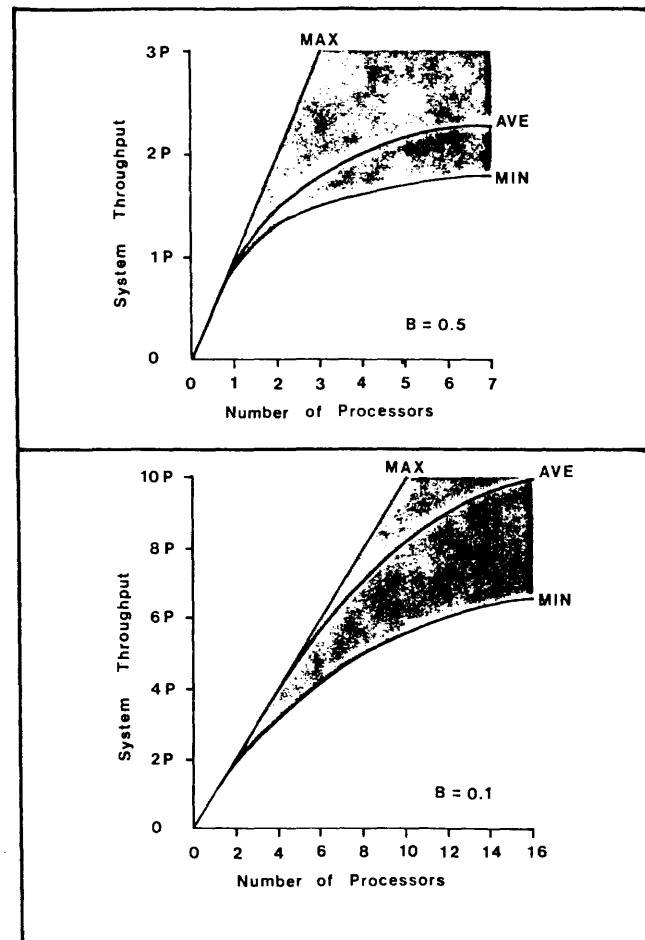 MAX
3P
AVE
2P
MIN
System Throughput
1P
B = 0.5
0
0 1 2 3 4 5 6 7
Number of Processors
MAX
AVE
10P
8P
MIN
6P
System Throughput
4P
2P
B = 0.1
0
0 2 4 6 8 10 12 14 16
Number of Processors